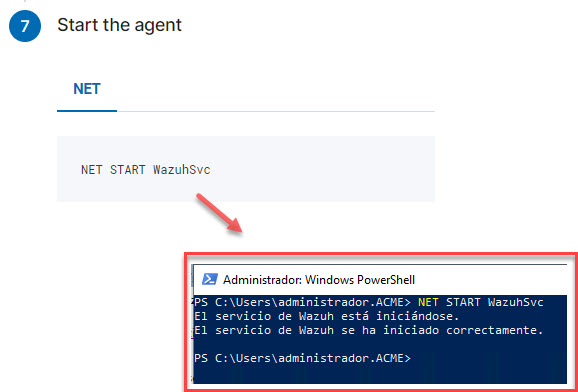 7 Start the agent
NET
NET START WazuhSvc
Administrador: Windows PowerShell
PS C:\Users\administrador.ACME> NET START WazuhSvc
El servicio de Wazuh está iniciándose.
El servicio de Wazuh se ha iniciado correctamente.
PS C:\Users\administrador.ACME>